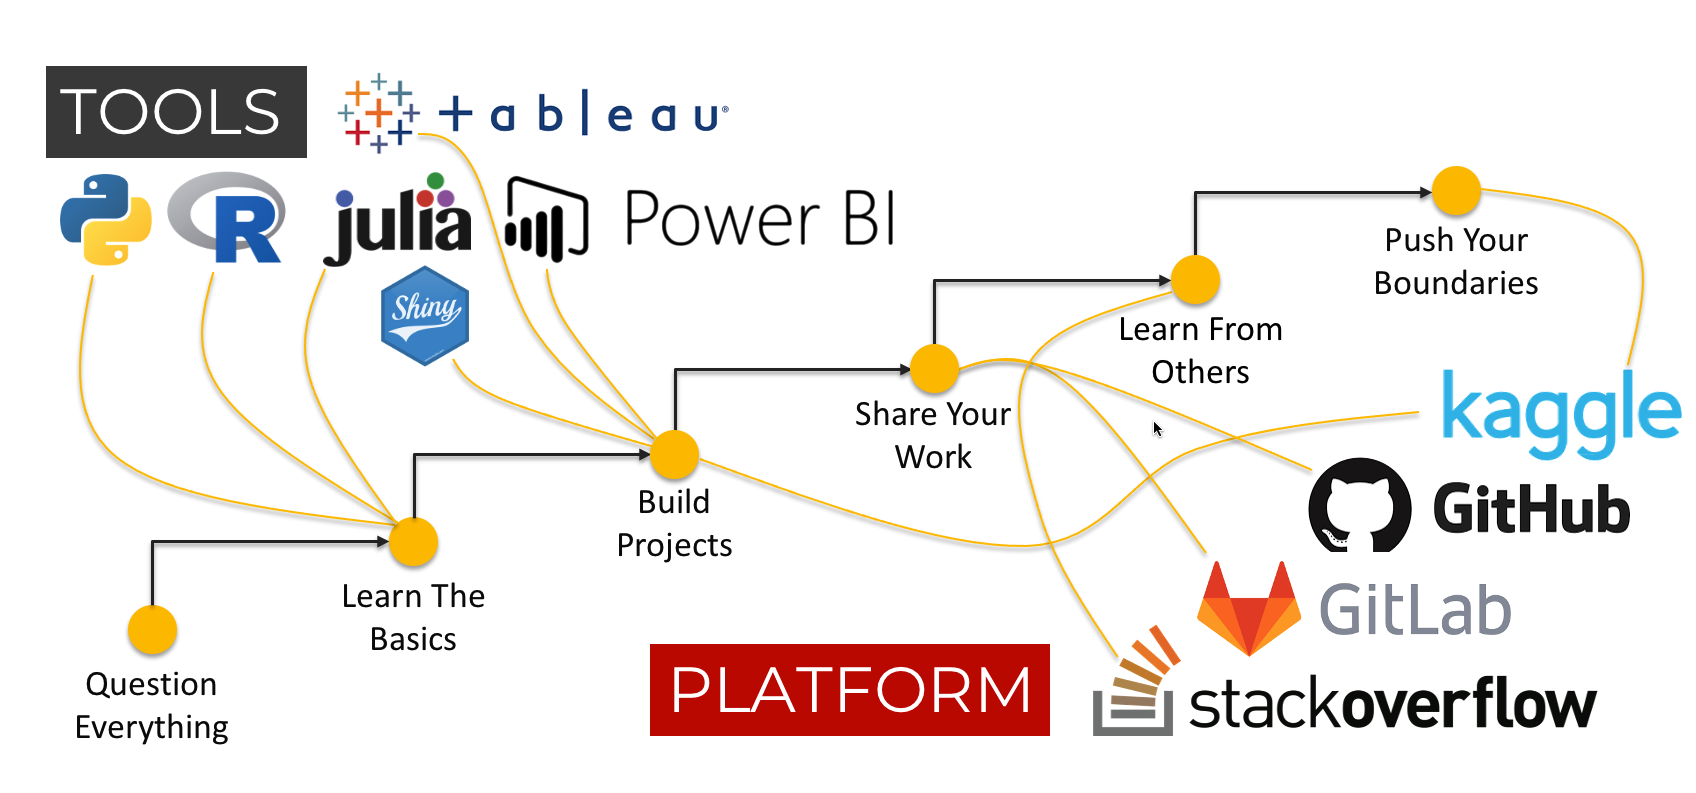 TOOLS
+ableau®
R
julia
Power BI
Shiny
Push Your
Boundaries
Learn From
Others
Share Your
Work
kaggle
GitHub
Build
Projects
Learn The
Basics
GitLab
Question
Everything
PLATFORM
stackoverflow